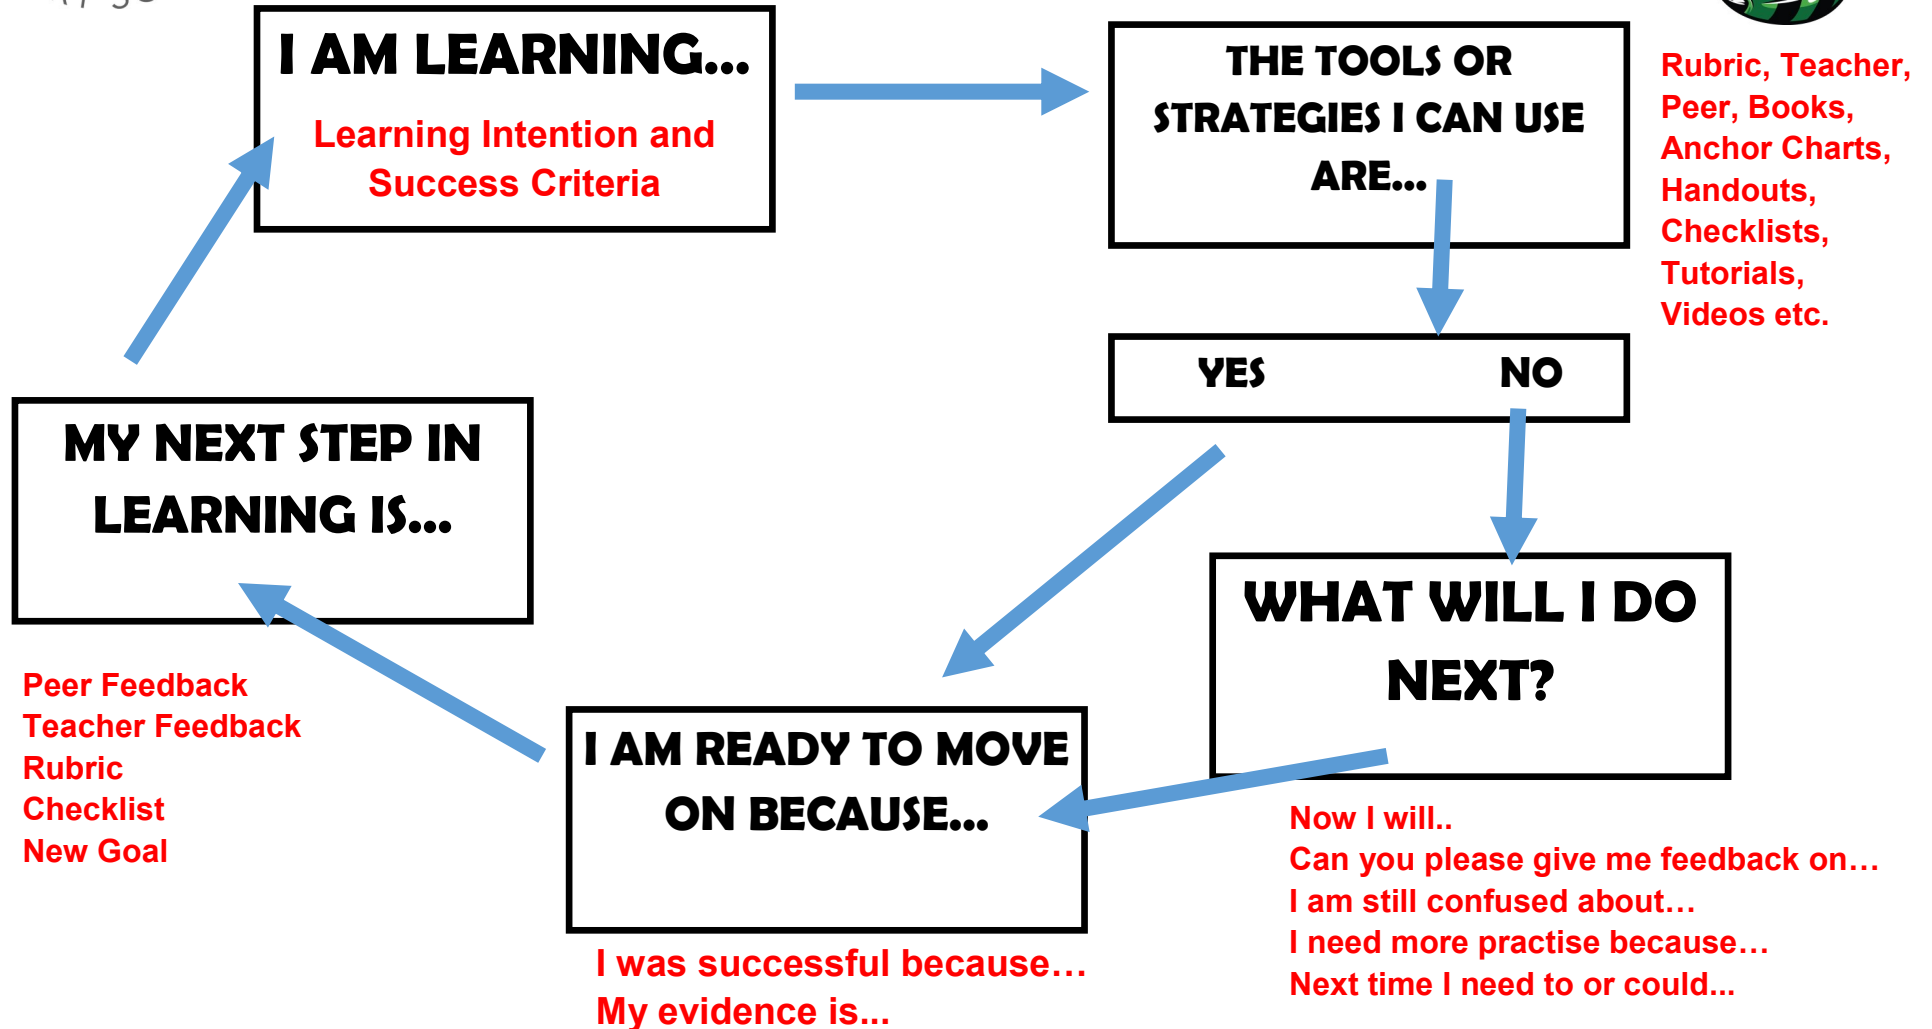 I AM LEARNING...
Learning Intention and
Success Criteria
THE TOOLS OR
STRATEGIES I CAN USE
ARE...
Rubric, Teacher,
Peer, Books,
Anchor Charts,
Handouts,
Checklists,
Tutorials,
Videos etc.
YES NO
WHAT WILL I DO
NEXT?
Now I will..
Can you please give me feedback on…
I am still confused about…
I need more practise because…
Next time I need to or could...
I AM READY TO MOVE
ON BECAUSE...
I was successful because…
My evidence is...
MY NEXT STEP IN
LEARNING IS...
Peer Feedback
Teacher Feedback
Rubric
Checklist
New Goal